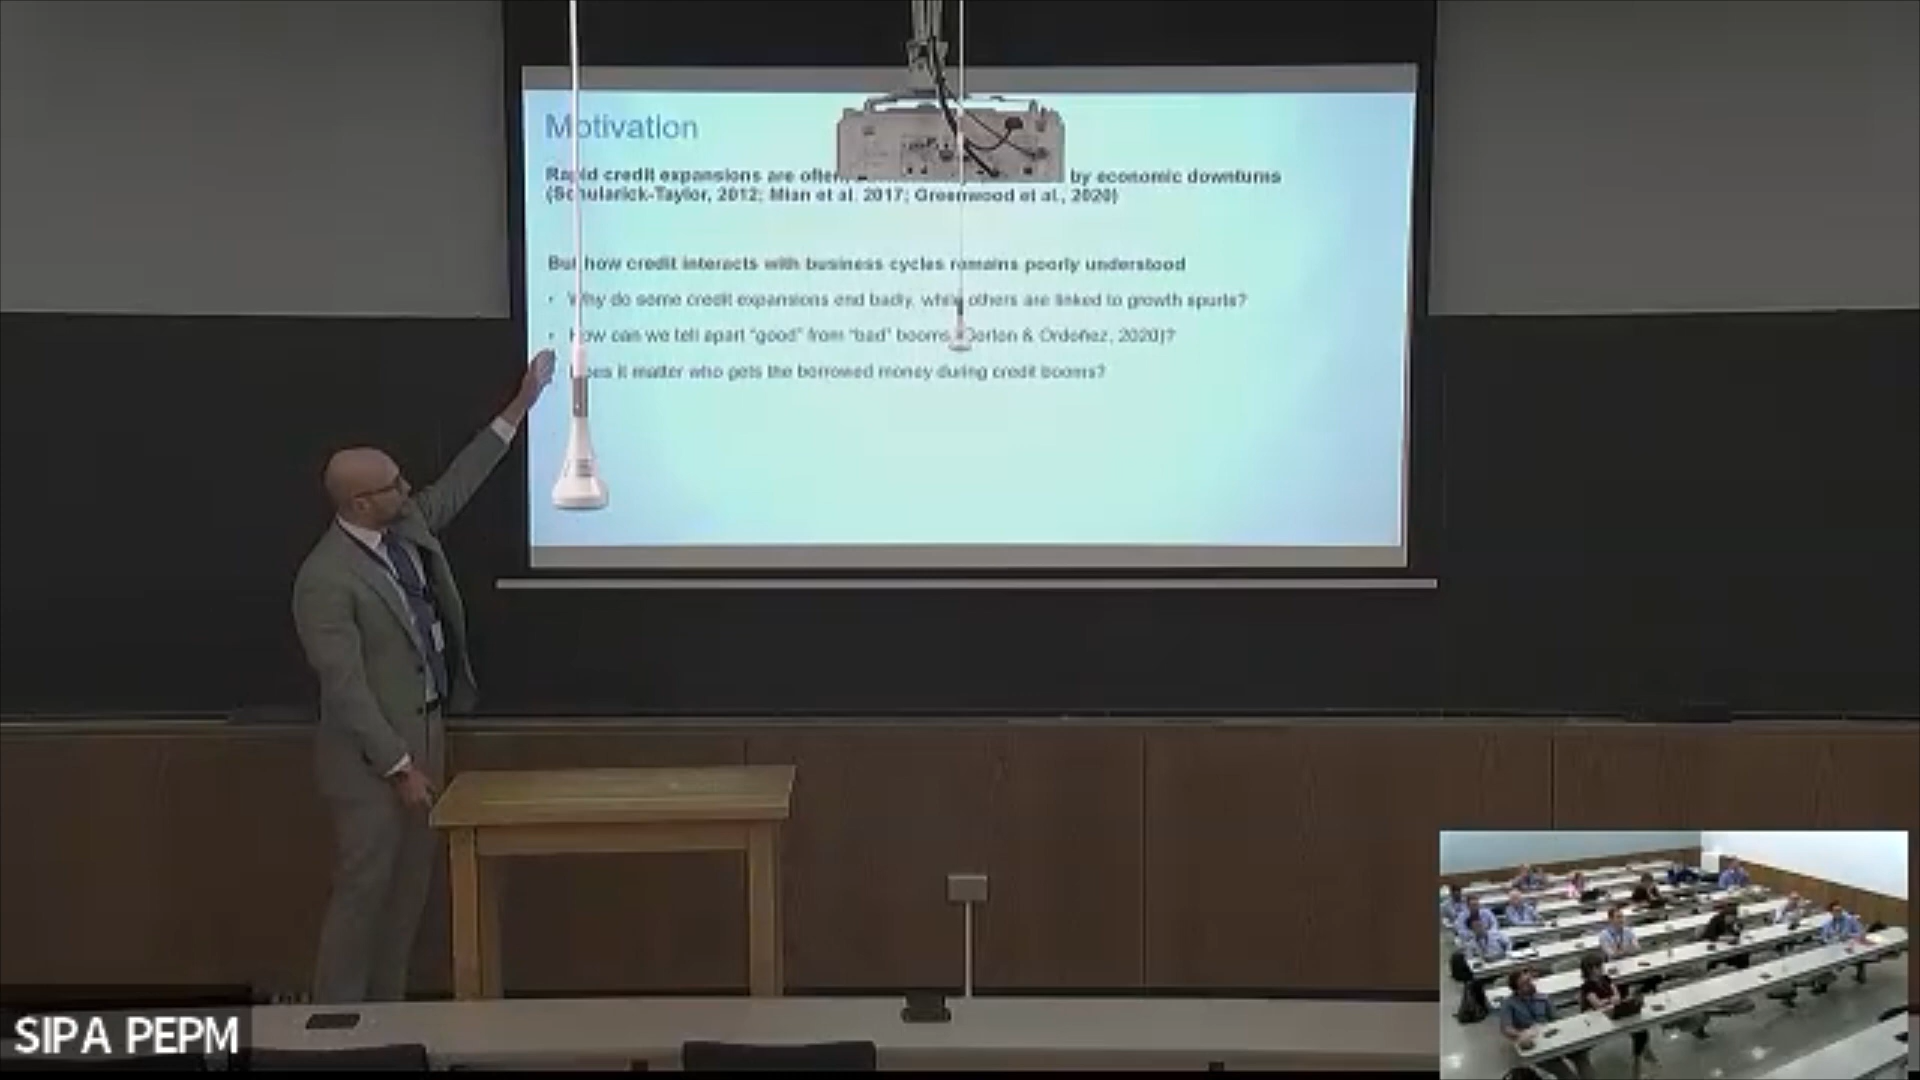 Motivation
Rapid credit expansions are often by economic downturns
(Schularick-Taylor, 2012; Mian et al. 2017; Greenwood et al., 2020)
But how credit interacts with business cycles remains poorly understood
• Why do some credit expansions end badly, while others are linked to growth spurts?
• How can we tell apart "good" from "bad" booms (Gorton & Ordoñez, 2020)?
Does it matter who gets the borrowed money during credit booms?
SIPA PEPM